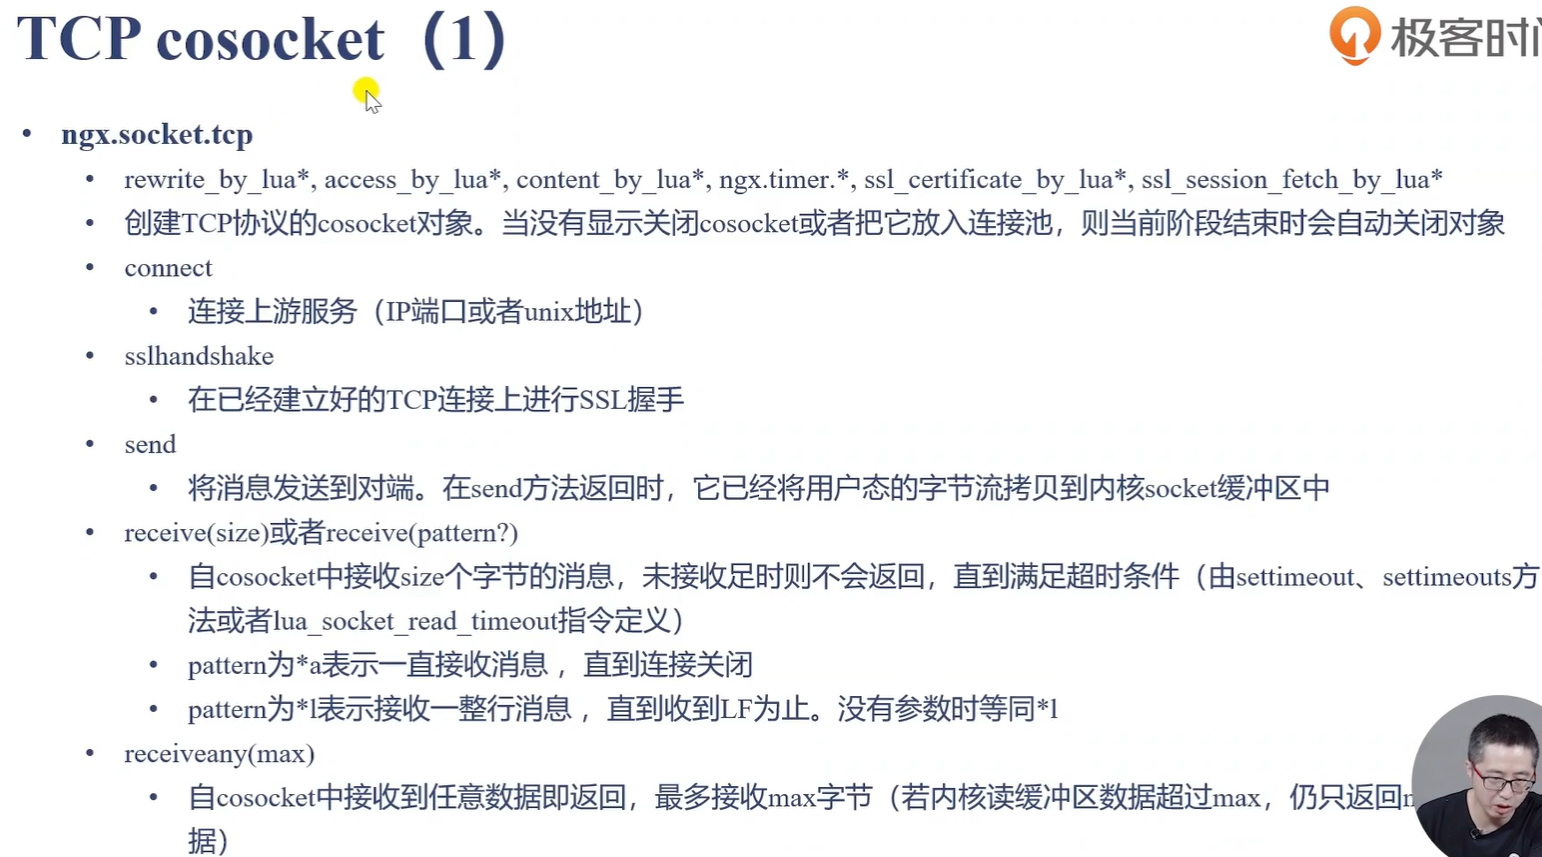 TCP cosocket（1）
极客时
• ngx.socket.tcp
• rewrite_by_lua*, access_by_lua*, content_by_lua*, ngx.timer.*, ssl_certificate_by_lua*, ssl_session_fetch_by_lua*
• 创建TCP协议的cosocket对象。当没有显示关闭cosocket或者把它放入连接池，则当前阶段结束时会自动关闭对象
• connect
• 连接上游服务（IP端口或者unix地址）
• sslhandshake
• 在已经建立好的TCP连接上进行SSL握手
• send
• 将消息发送到对端。在send方法返回时，它已经将用户态的字节流拷贝到内核socket缓冲区中
• receive(size)或者receive(pattern?)
• 自cosocket中接收size个字节的消息，未接收足时则不会返回，直到满足超时条件（由settimeout、settimeouts方
法或者lua_socket_read_timeout指令定义）
• pattern为*a表示一直接收消息 ，直到连接关闭
• pattern为*l表示接收一整行消息 ，直到收到LF为止。没有参数时等同*l
• receiveany(max)
• 自cosocket中接收到任意数据即返回，最多接收max字节（若内核读缓冲区数据超过max，仍只返回
据）